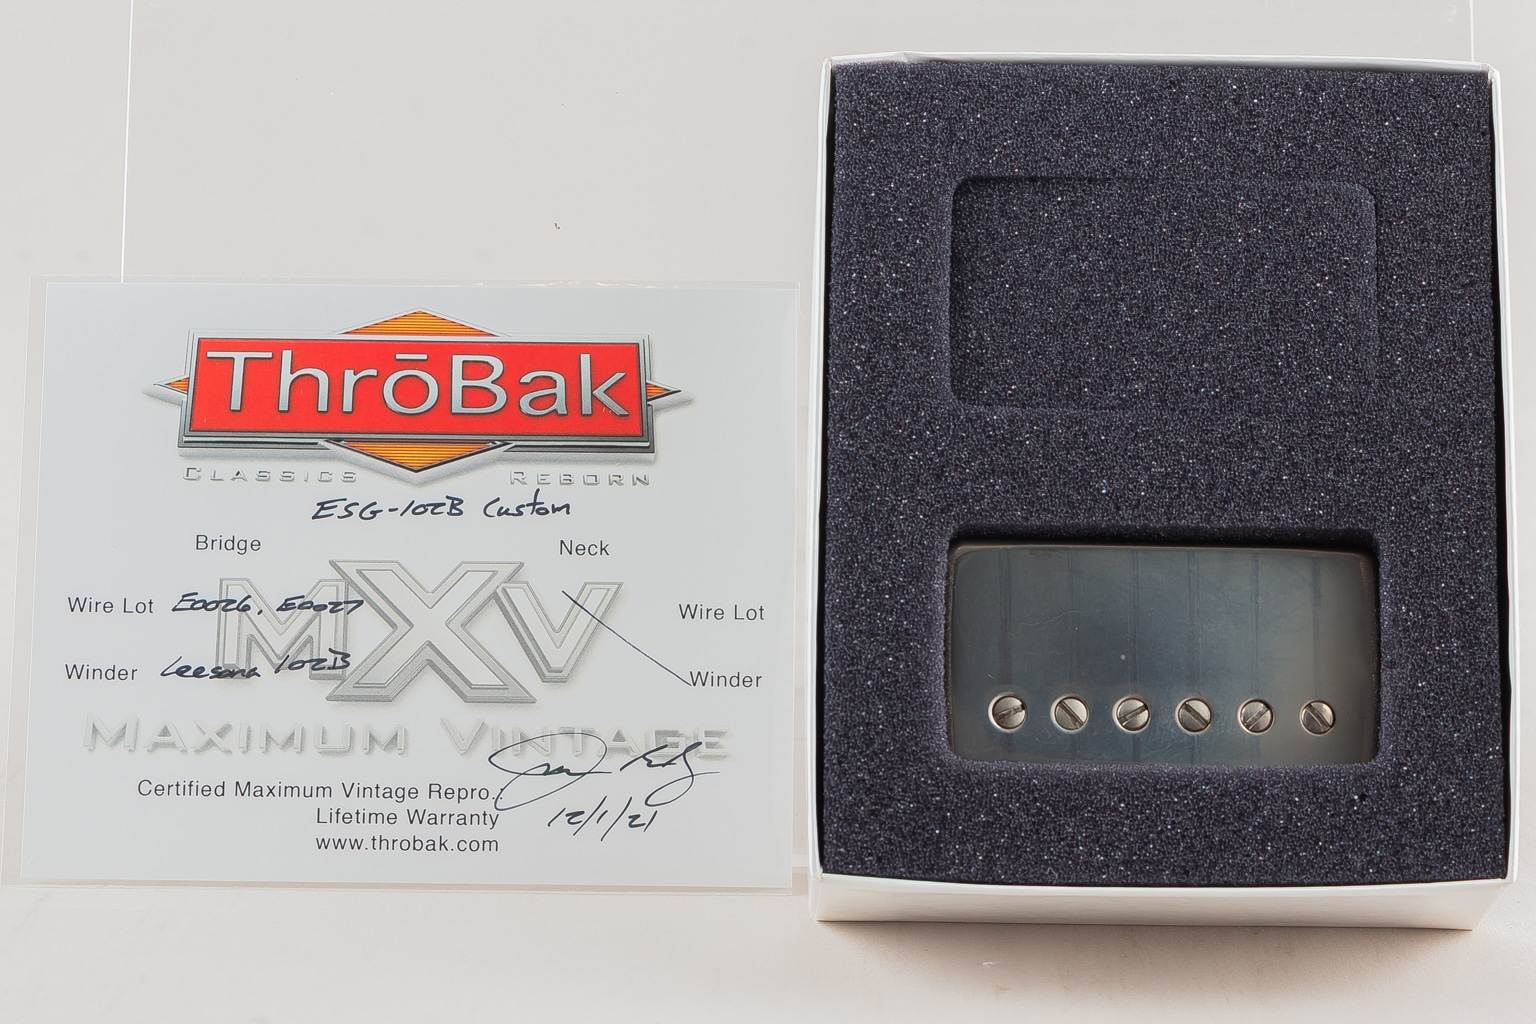 ThrōBak
CLASSICS REBORN
ESG-102B Custom
Bridge Neck
MXV
Wire Lot E0026, E0027 Wire Lot
Winder Leesona 102B Winder
MAXIMUM VINTAGE
Certified Maximum Vintage Repro.:
Lifetime Warranty 12/1/21
www.throbak.com